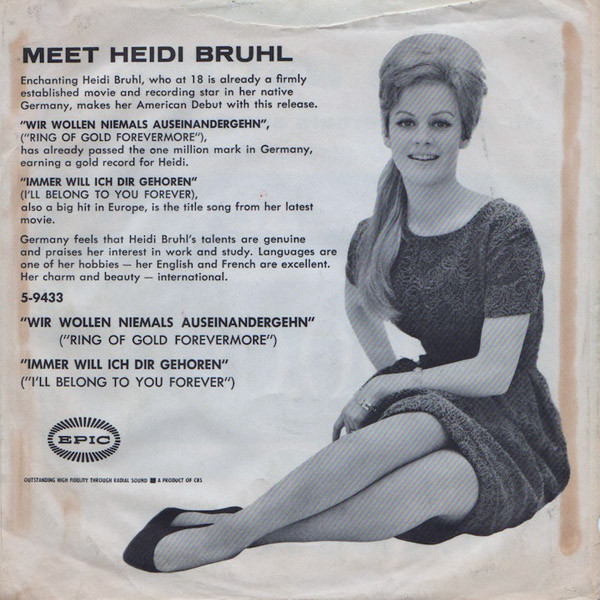 MEET HEIDI BRUHL
Enchanting Heidi Bruhl, who at 18 is already a firmly
established movie and recording star in her native
Germany, makes her American Debut with this release.
"WIR WOLLEN NIEMALS AUSEINANDERGEHN",
("RING OF GOLD FOREVERMORE"),
has already passed the one million mark in Germany,
earning a gold record for Heidi.
"IMMER WILL ICH DIR GEHOREN"
(I'LL BELONG TO YOU FOREVER),
also a big hit in Europe, is the title song from her latest
movie.
Germany feels that Heidi Bruhl's talents are genuine
and praises her interest in work and study. Languages are
one of her hobbies — her English and French are excellent.
Her charm and beauty — international.
5-9433
"WIR WOLLEN NIEMALS AUSEINANDERGEHN"
("RING OF GOLD FOREVERMORE")
"IMMER WILL ICH DIR GEHOREN"
("I'LL BELONG TO YOU FOREVER")
EPIC
OUTSTANDING HIGH FIDELITY THROUGH RADIAL SOUND ■ A PRODUCT OF CBS